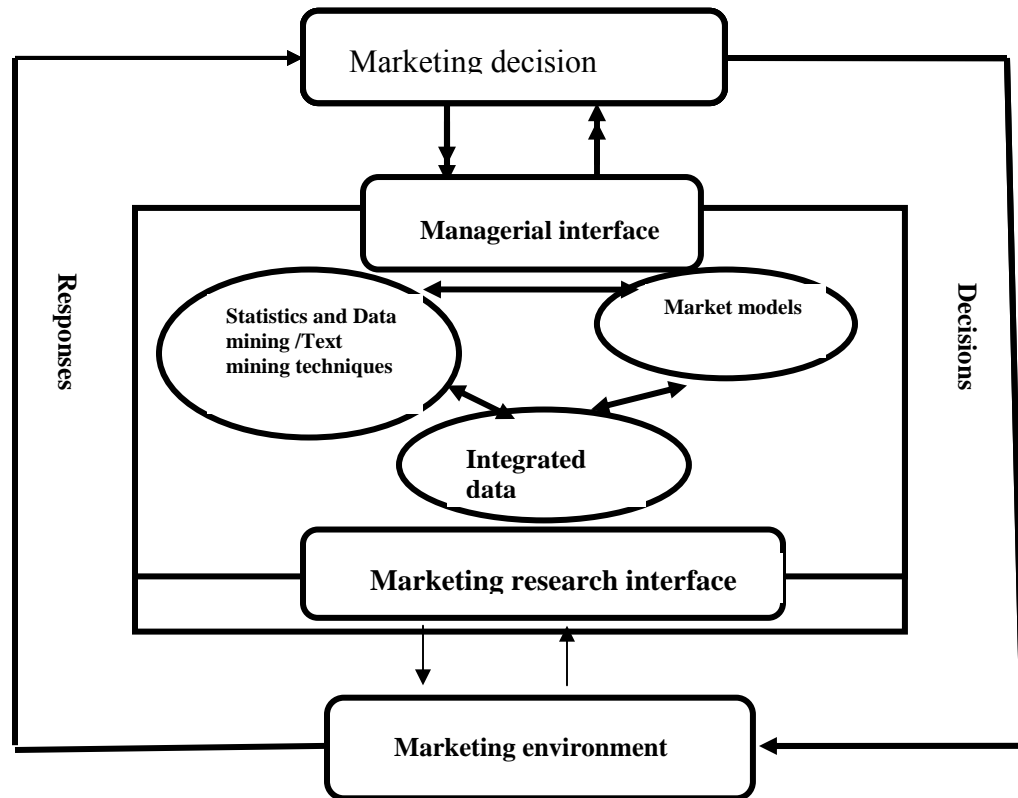 Marketing decision
Managerial interface
Statistics and Data
mining /Text
mining techniques
Market models
Responses
Decisions
Integrated
data
Marketing research interface
Marketing environment